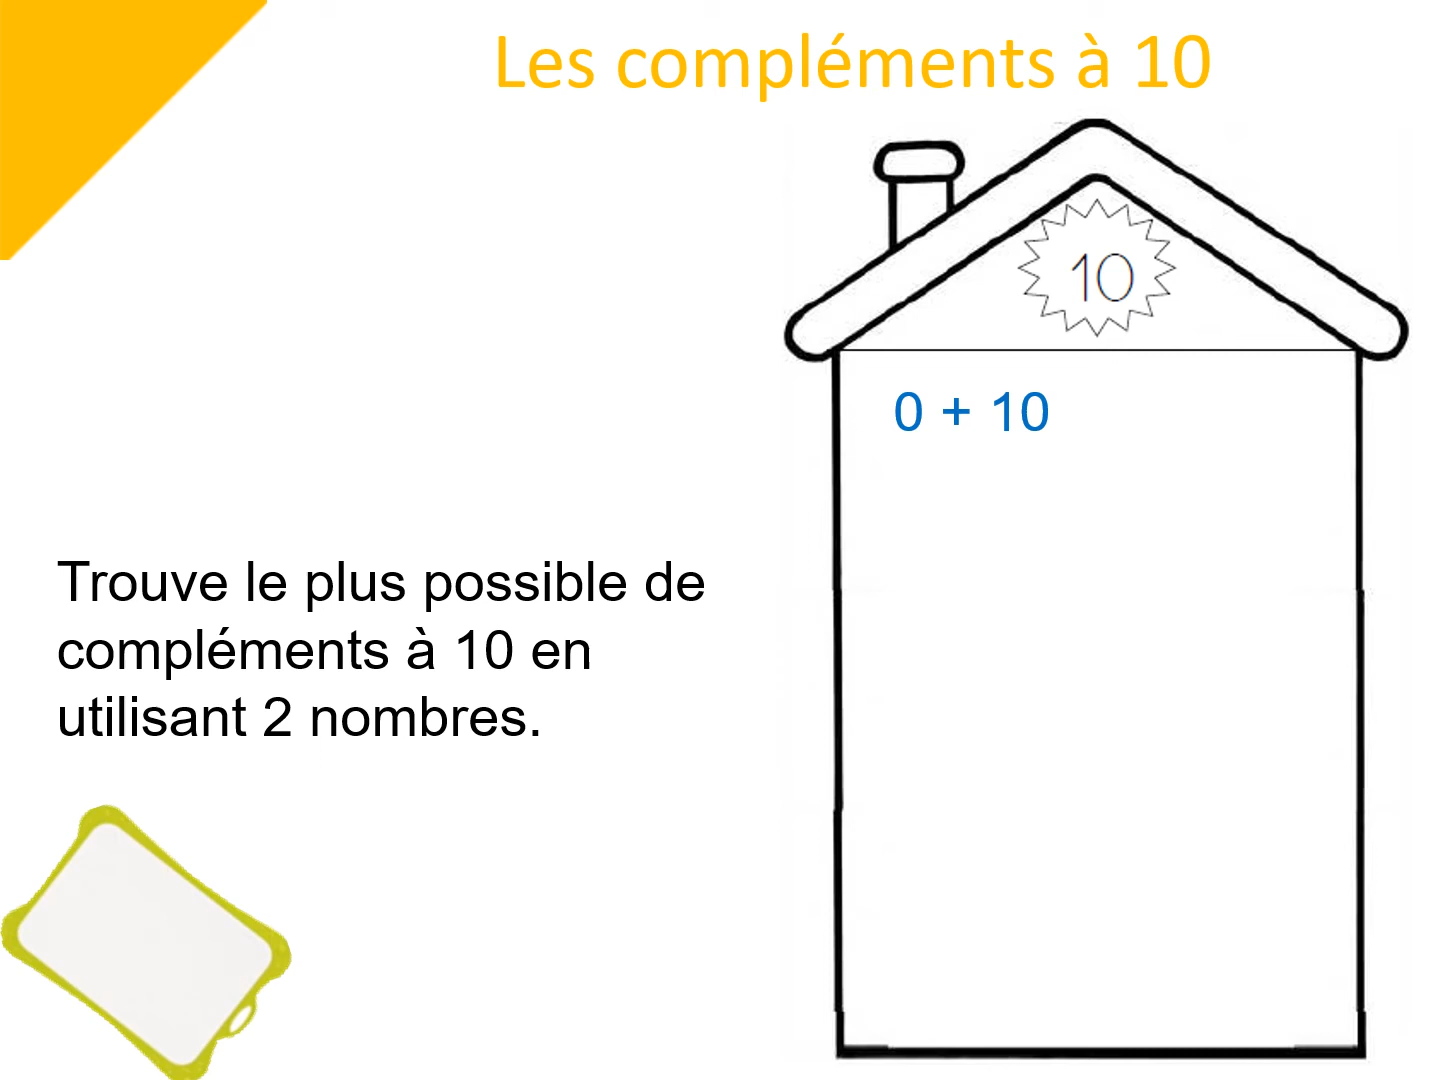 Les compléments à 10
10
0 + 10
Trouve le plus possible de
compléments à 10 en
utilisant 2 nombres.